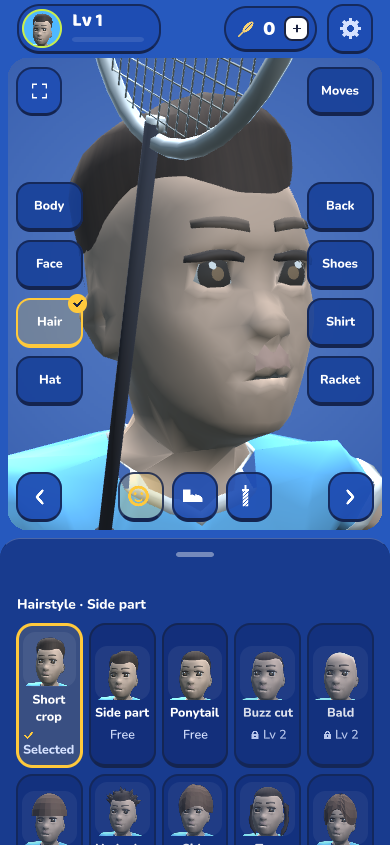 Lv 1
0
+
Moves
Body
Back
Face
Shoes
Hair
Shirt
Hat
Racket
Hairstyle · Side part
Short
crop
Selected
Side part
Free
Ponytail
Free
Buzz cut
Lv 2
Bald
Lv 2